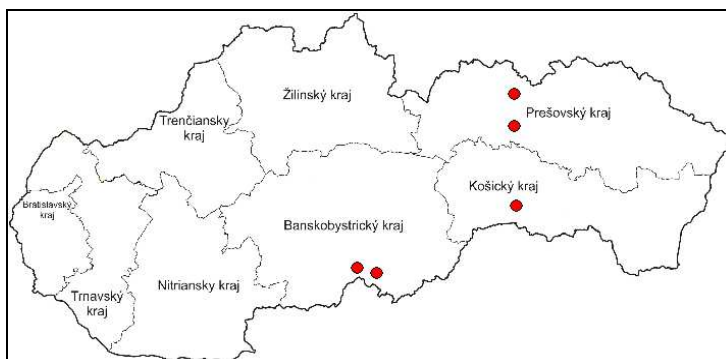 Žilinský kraj
Prešovský kraj
Trenčiansky
kraj
Košický kraj
Bratislavský
kraj
Banskobystrický kraj
Nitriansky kraj
Trnavský
kraj